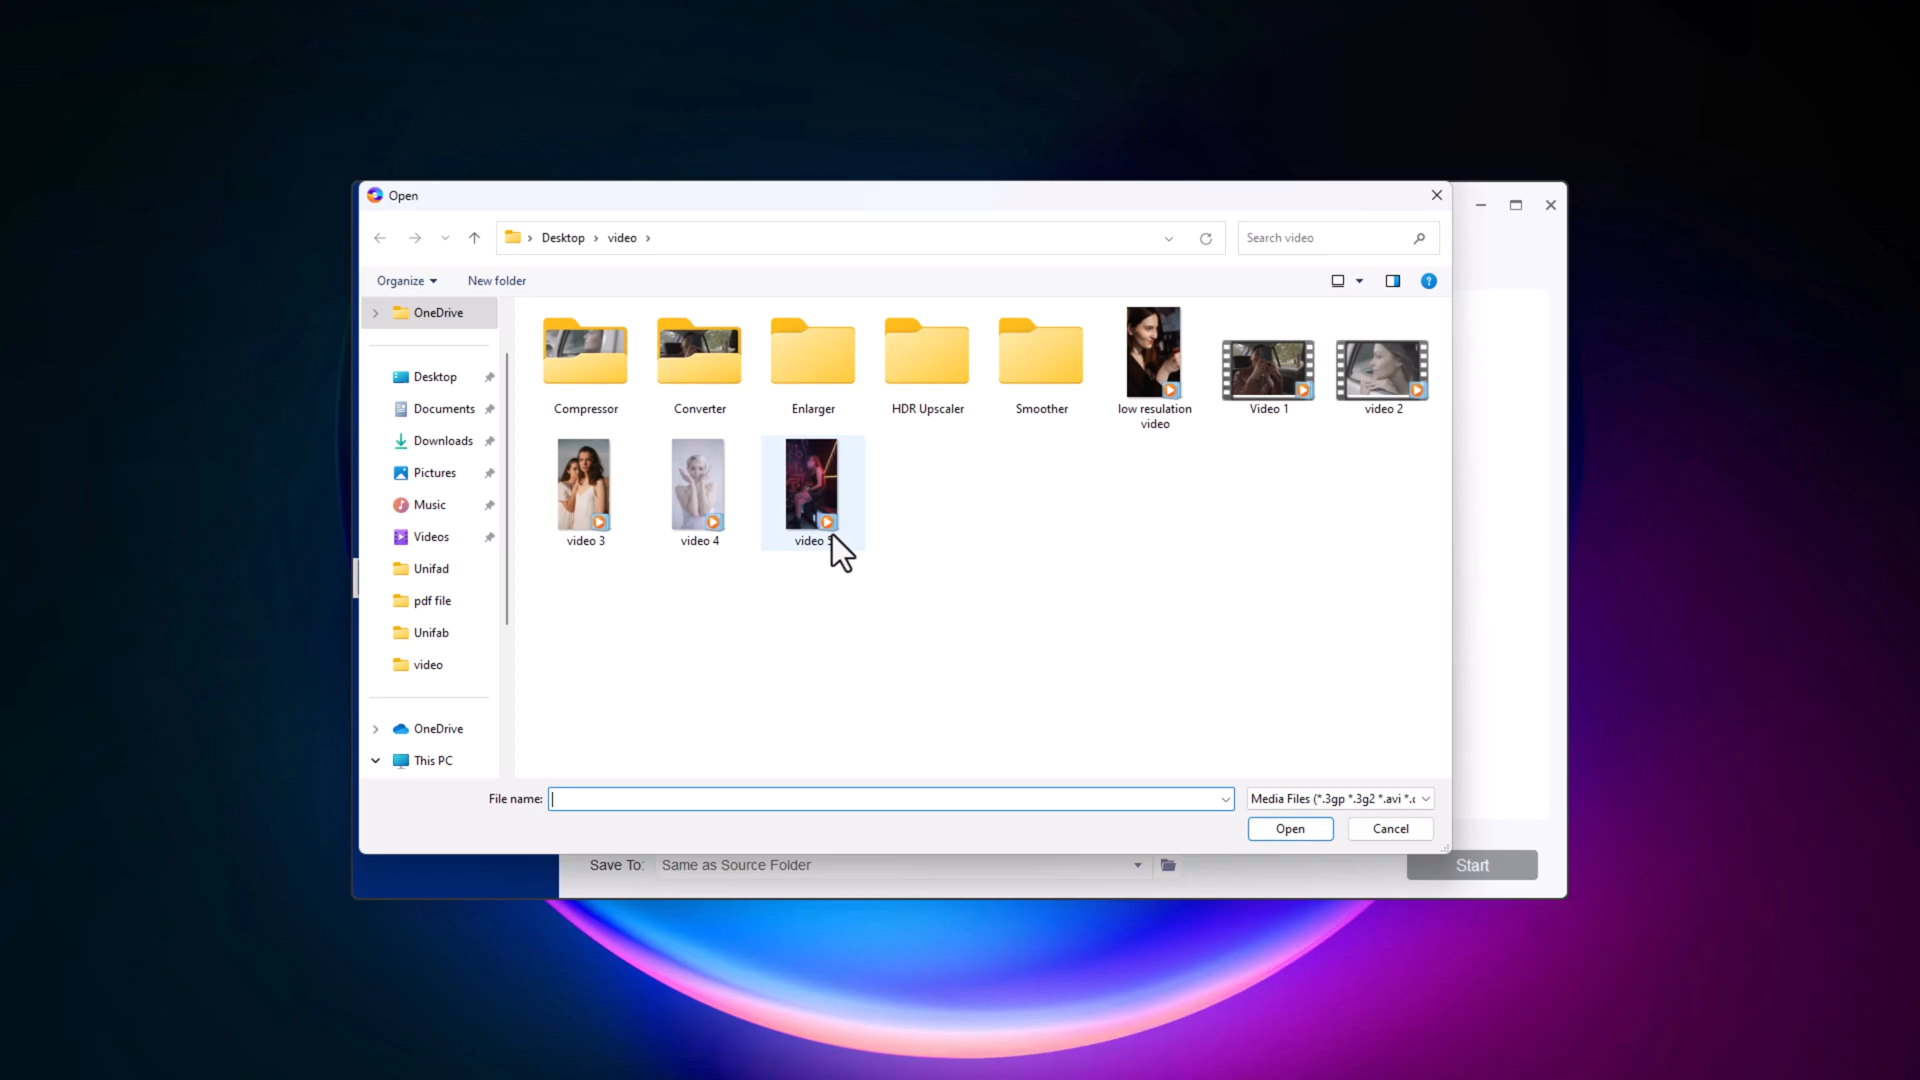 Open
Desktop
video
Search video
Organize
New folder
OneDrive
Desktop
Documents
Downloads
Pictures
Music
Videos
Unifad
pdf file
Unifab
video
OneDrive
This PC
Compressor
Converter
Enlarger
HDR Upscaler
Smoother
low resulation
video
Video 1
video 2
video 3
video 4
video
File name:
Media Files (*.3gp *.3g2 *.avi *.
Open
Cancel
Save To:
Same as Source Folder
Start